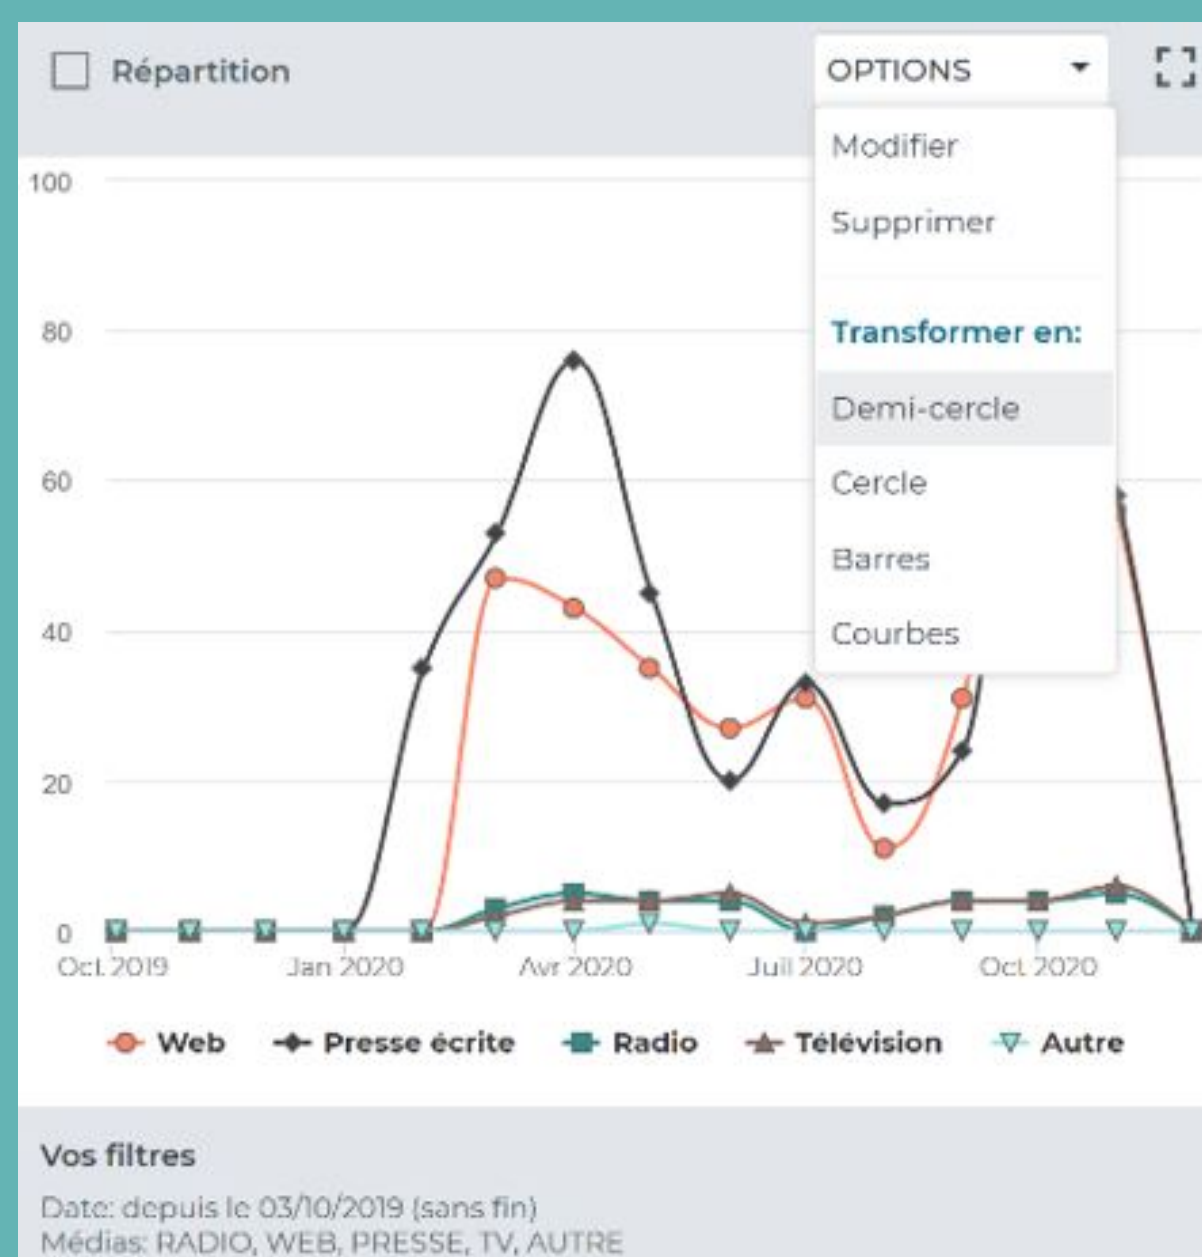 Répartition
OPTIONS
Modifier
Supprimer
Transformer en:
Demi-cercle
Cercle
Barres
Courbes
100
80
60
40
20
0
Oct 2019 Jan 2020 Avr 2020 Juil 2020 Oct 2020
Web Presse écrite Radio Télévision Autre
Vos filtres
Date: depuis le 03/10/2019 (sans fin)
Médias: RADIO, WEB, PRESSE, TV, AUTRE